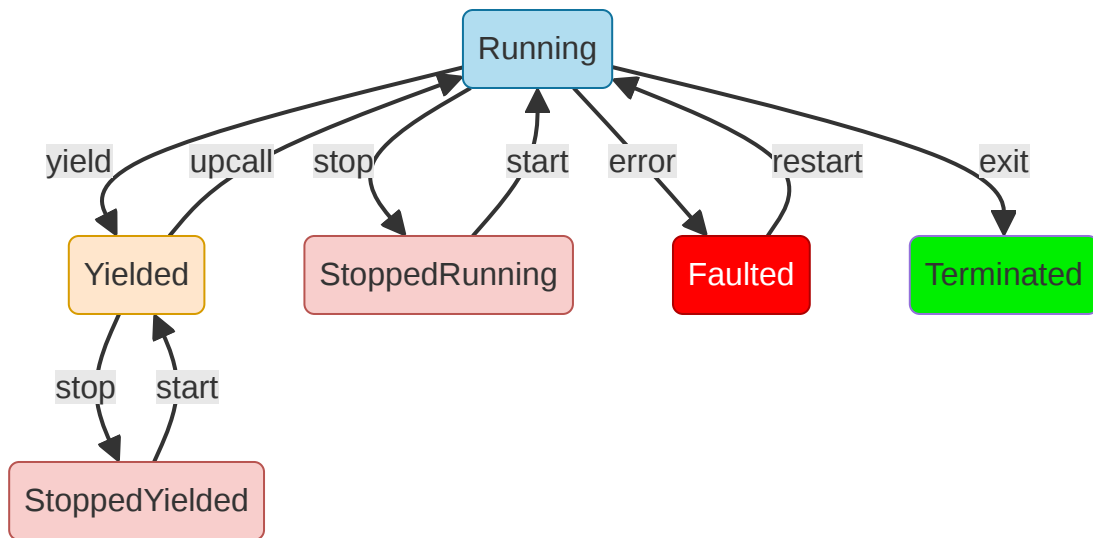 Running
yield
upcall
stop
start
error
restart
exit
Yielded
StoppedRunning
Faulted
Terminated
stop
start
StoppedYielded